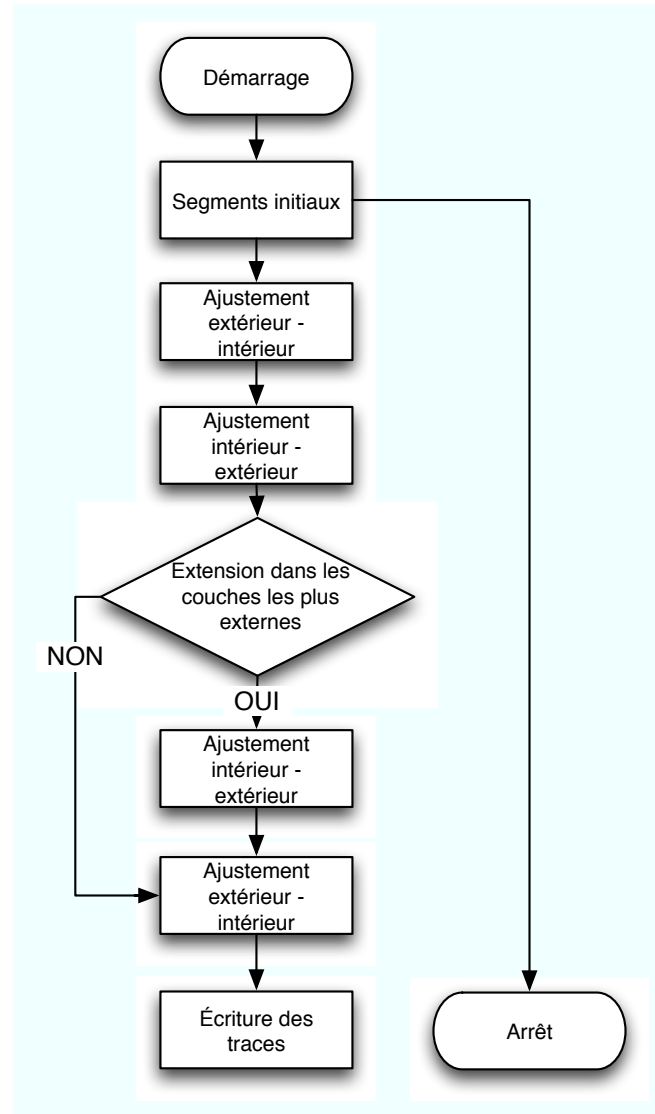 Démarrage
Segments initiaux
Ajustement
extérieur -
intérieur
Ajustement
intérieur -
extérieur
Extension dans les
couches les plus
externes
NON
OUI
Ajustement
intérieur -
extérieur
Ajustement
extérieur -
intérieur
Écriture des
traces
Arrêt